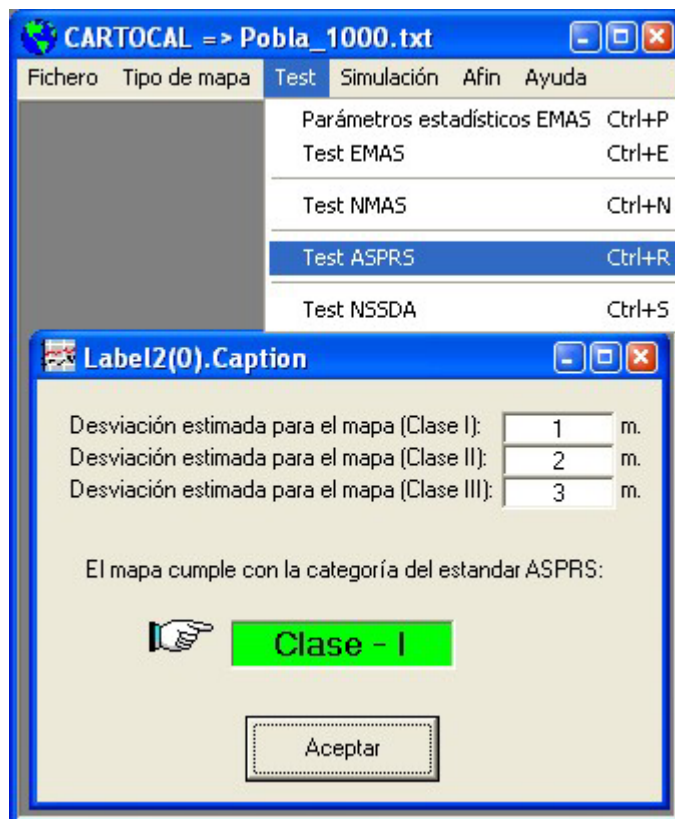 CARTOCAL => Pobla_1000.txt
Fichero Tipo de mapa Test Simulación Afin Ayuda
Parámetros estadísticos EMAS Ctrl+P
Test EMAS Ctrl+E
Test NMAS Ctrl+N
Test ASPRS Ctrl+R
Test NSSDA Ctrl+S
Label2(0).Caption
Desviación estimada para el mapa (Clase I): 1 m.
Desviación estimada para el mapa (Clase II): 2 m.
Desviación estimada para el mapa (Clase III): 3 m.
El mapa cumple con la categoría del estandar ASPRS:
Clase - I
Aceptar